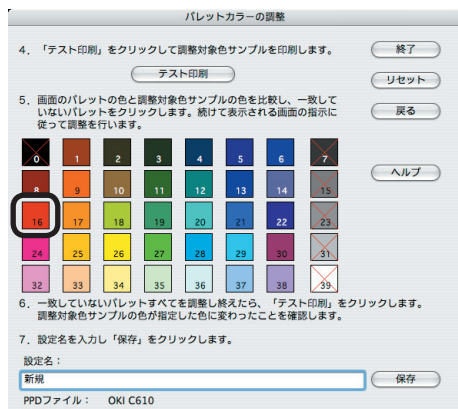 パレットカラーの調整
4. 「テスト印刷」をクリックして調整対象色サンプルを印刷します。
終了
テスト印刷
リセット
5. 画面のパレットの色と調整対象色サンプルの色を比較し、一致して
いないパレットをクリックします。続けて表示される画面の指示に
従って調整を行います。
戻る
0 1 2 3 4 5 6 7
ヘルプ
8 9 10 11 12 13 14 15
16 17 18 19 20 21 22 23
24 25 26 27 28 29 30 31
32 33 34 35 36 37 38 39
6. 一致していないパレットすべてを調整し終えたら、「テスト印刷」をクリックします。
調整対象色サンプルの色が指定した色に変わったことを確認します。
7. 設定名を入力し「保存」をクリックします。
設定名：
新規
保存
PPDファイル： OKI C610